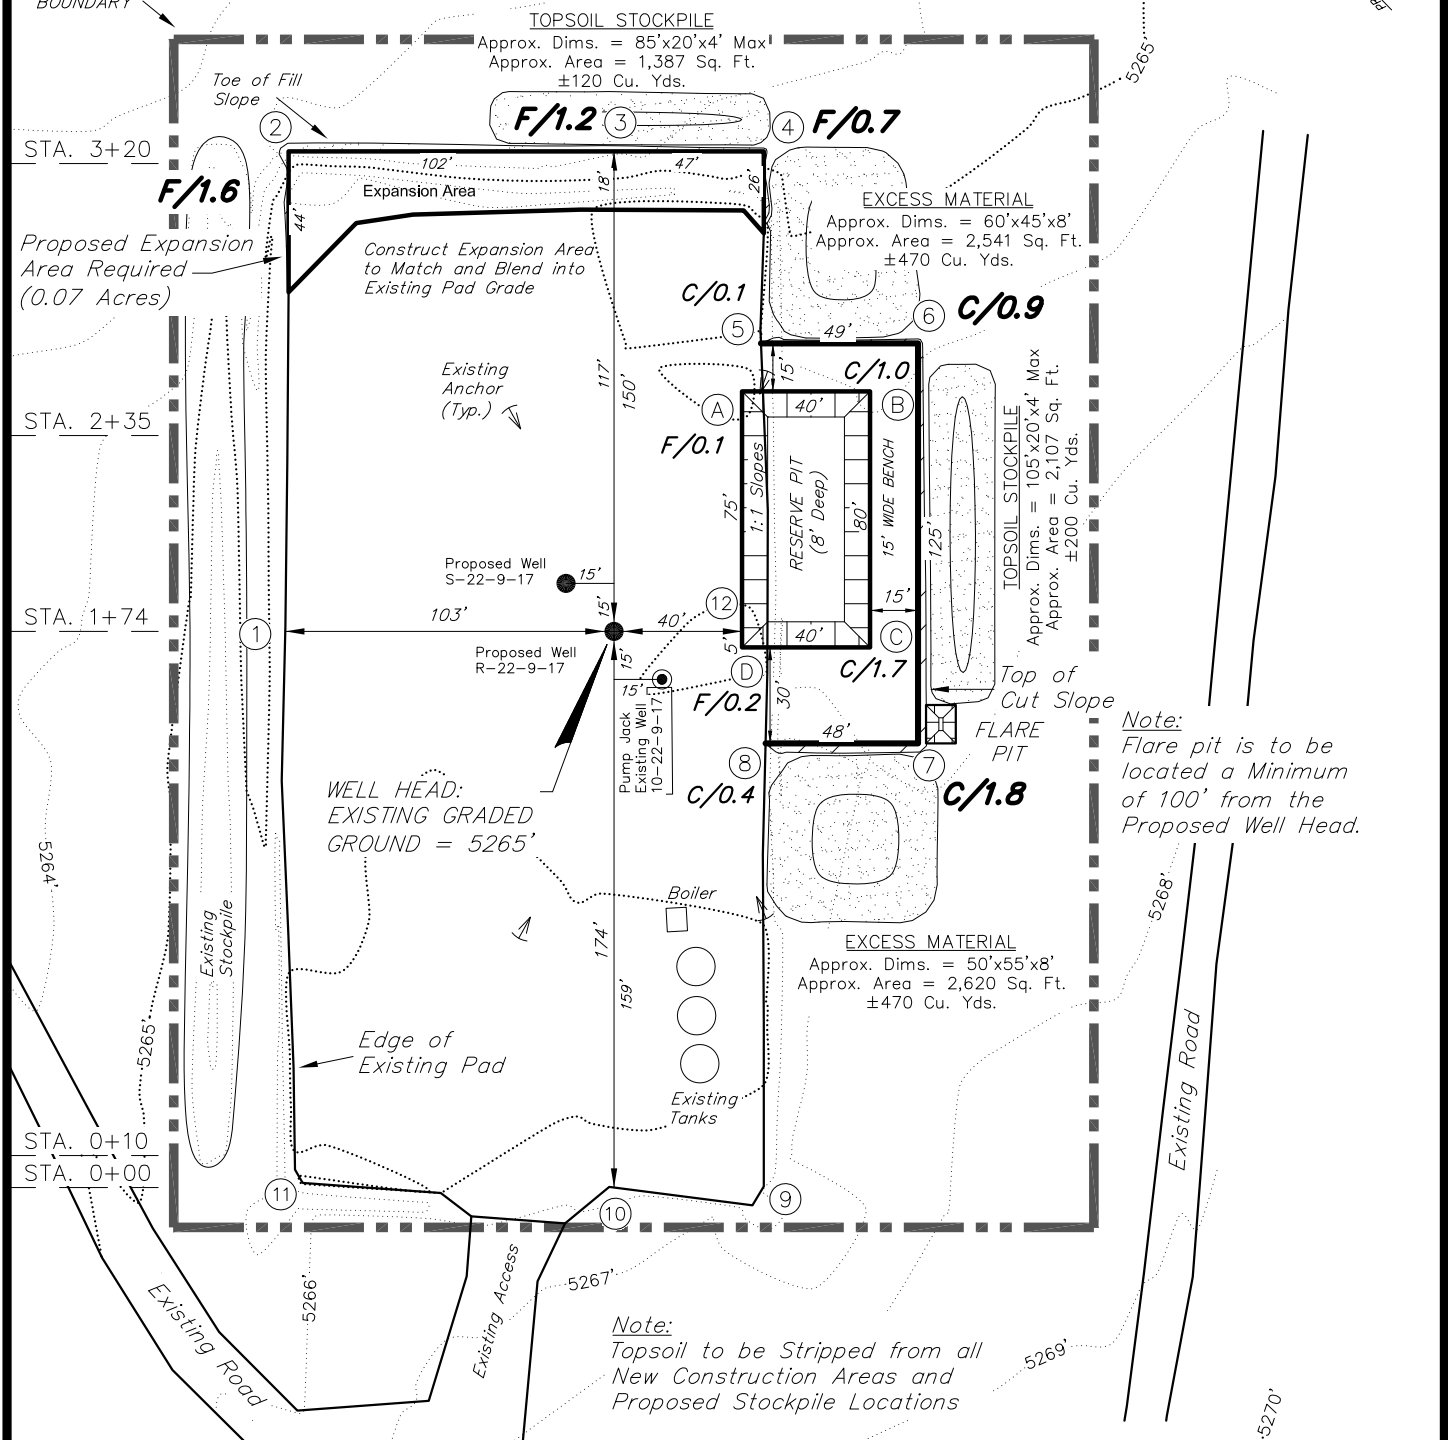 BOUNDARY
TOPSOIL STOCKPILE
Approx. Dims. = 85'x20'x4' Max
Approx. Area = 1,387 Sq. Ft.
±120 Cu. Yds.
5265'
Toe of Fill
Slope
2
F/1.2
3
4
F/0.7
STA. 3+20
102'
47'
18'
26'
Expansion Area
F/1.6
44'
EXCESS MATERIAL
Approx. Dims. = 60'x45'x8'
Approx. Area = 2,541 Sq. Ft.
±470 Cu. Yds.
Proposed Expansion
Area Required
(0.07 Acres)
Construct Expansion Area
to Match and Blend into
Existing Pad Grade
C/0.1
5
6
C/0.9
49'
Existing
Anchor
(Typ.)
117'
150'
15'
C/1.0
A
40'
B
F/0.1
STA. 2+35
75'
1:1 Slopes
RESERVE PIT
(8' Deep)
80'
15' WIDE BENCH
125'
TOPSOIL STOCKPILE
Approx. Dims. = 105'x20'x4' Max
Approx. Area = 2,107 Sq. Ft.
±200 Cu. Yds.
Proposed Well
S-22-9-17
15'
15'
12
15'
STA. 1+74
1
103'
40'
5'
40'
C
C/1.7
Proposed Well
R-22-9-17
15'
15'
D
F/0.2
30'
Top of
Cut Slope
FLARE
PIT
Pump Jack
Existing Well
10-22-9-17
48'
8
C/0.4
7
C/1.8
Note:
Flare pit is to be
located a Minimum
of 100' from the
Proposed Well Head.
WELL HEAD:
EXISTING GRADED
GROUND = 5265'
5264'
5268'
Boiler
Existing
Stockpile
174'
159'
EXCESS MATERIAL
Approx. Dims. = 50'x55'x8'
Approx. Area = 2,620 Sq. Ft.
±470 Cu. Yds.
5265'
Edge of
Existing Pad
Existing
Tanks
Existing Road
STA. 0+10
STA. 0+00
11
10
9
5266'
5267'
Existing Access
Existing Road
Note:
Topsoil to be Stripped from all
New Construction Areas and
Proposed Stockpile Locations
5269'
5270'